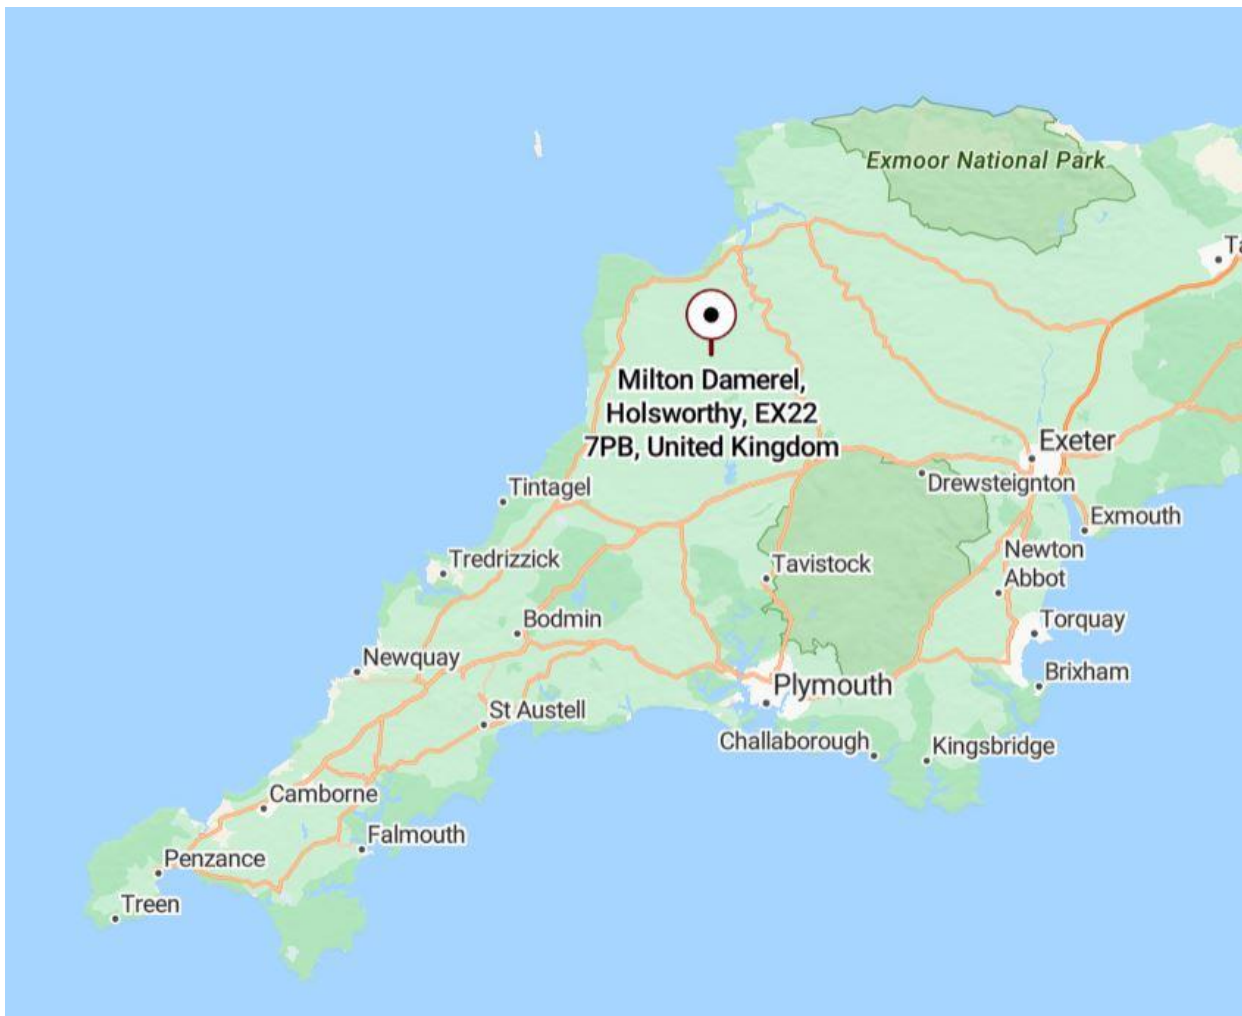 Exmoor National Park
Ta
Milton Damerel,
Holsworthy, EX22
7PB, United Kingdom
Exeter
Drewsteignton
Tintagel
Exmouth
Tredrizzick
Tavistock
Newton
Abbot
Bodmin
Torquay
Newquay
Brixham
Plymouth
St Austell
Challaborough
Kingsbridge
Camborne
Falmouth
Penzance
Treen